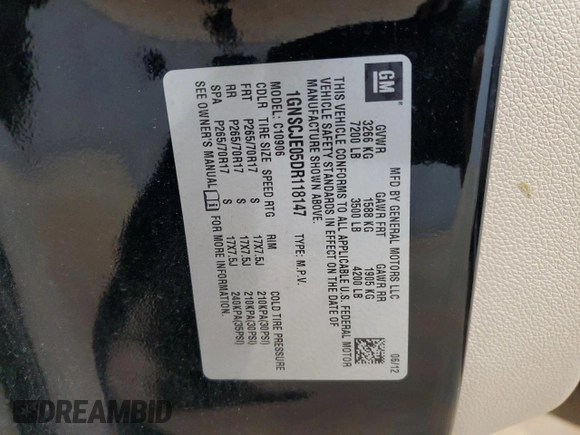 GM
®
MFD BY GENERAL MOTORS LLC 06/12
GVWR GAWR FRT GAWR RR
3266 KG 1588 KG 1905 KG
7200 LB 3500 LB 4200 LB
THIS VEHICLE CONFORMS TO ALL APPLICABLE U.S. FEDERAL MOTOR
VEHICLE SAFETY STANDARDS IN EFFECT ON THE DATE OF
MANUFACTURE SHOWN ABOVE.
1GNSCJE05DR118147 TYPE: M.P.V.
MODEL: C10906
CDLR TIRE SIZE SPEED RTG RIM COLD TIRE PRESSURE
FRT P265/70R17 S 17X7.5J 210KPA(30PSI)
RR P265/70R17 S 17X7.5J 210KPA(30PSI)
SPA P265/70R17 S 17X7.5J 240KPA(35PSI)
SEE OWNER'S MANUAL FOR MORE INFORMATION.
DREAMBID